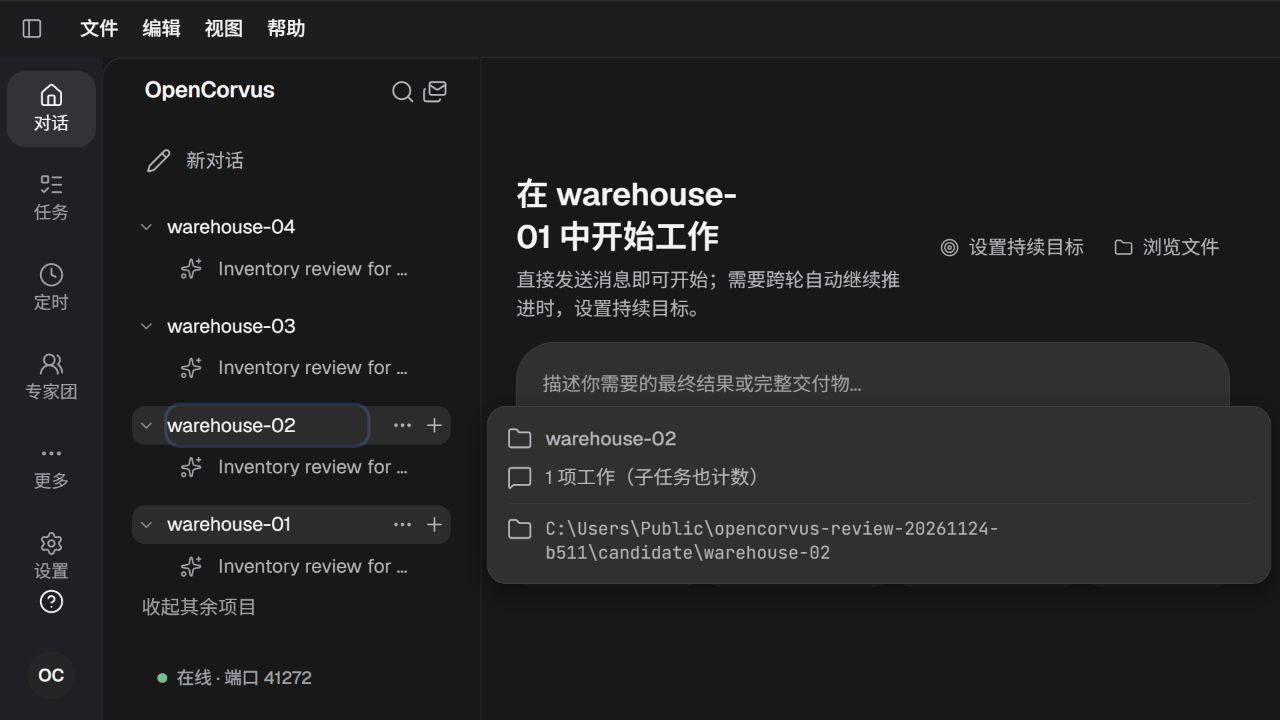 文件 编辑 视图 帮助
对话
任务
定时
专家团
更多
设置
OC
OpenCorvus
新对话
warehouse-04
Inventory review for ...
warehouse-03
Inventory review for ...
warehouse-02
Inventory review for ...
warehouse-01
Inventory review for ...
收起其余项目
在线 · 端口 41272
在 warehouse-
01 中开始工作
直接发送消息即可开始；需要跨轮自动继续推
进时，设置持续目标。
设置持续目标 浏览文件
描述你需要的最终结果或完整交付物...
warehouse-02
1 项工作（子任务也计数）
C:\Users\Public\opencorvus-review-20261124-
b511\candidate\warehouse-02